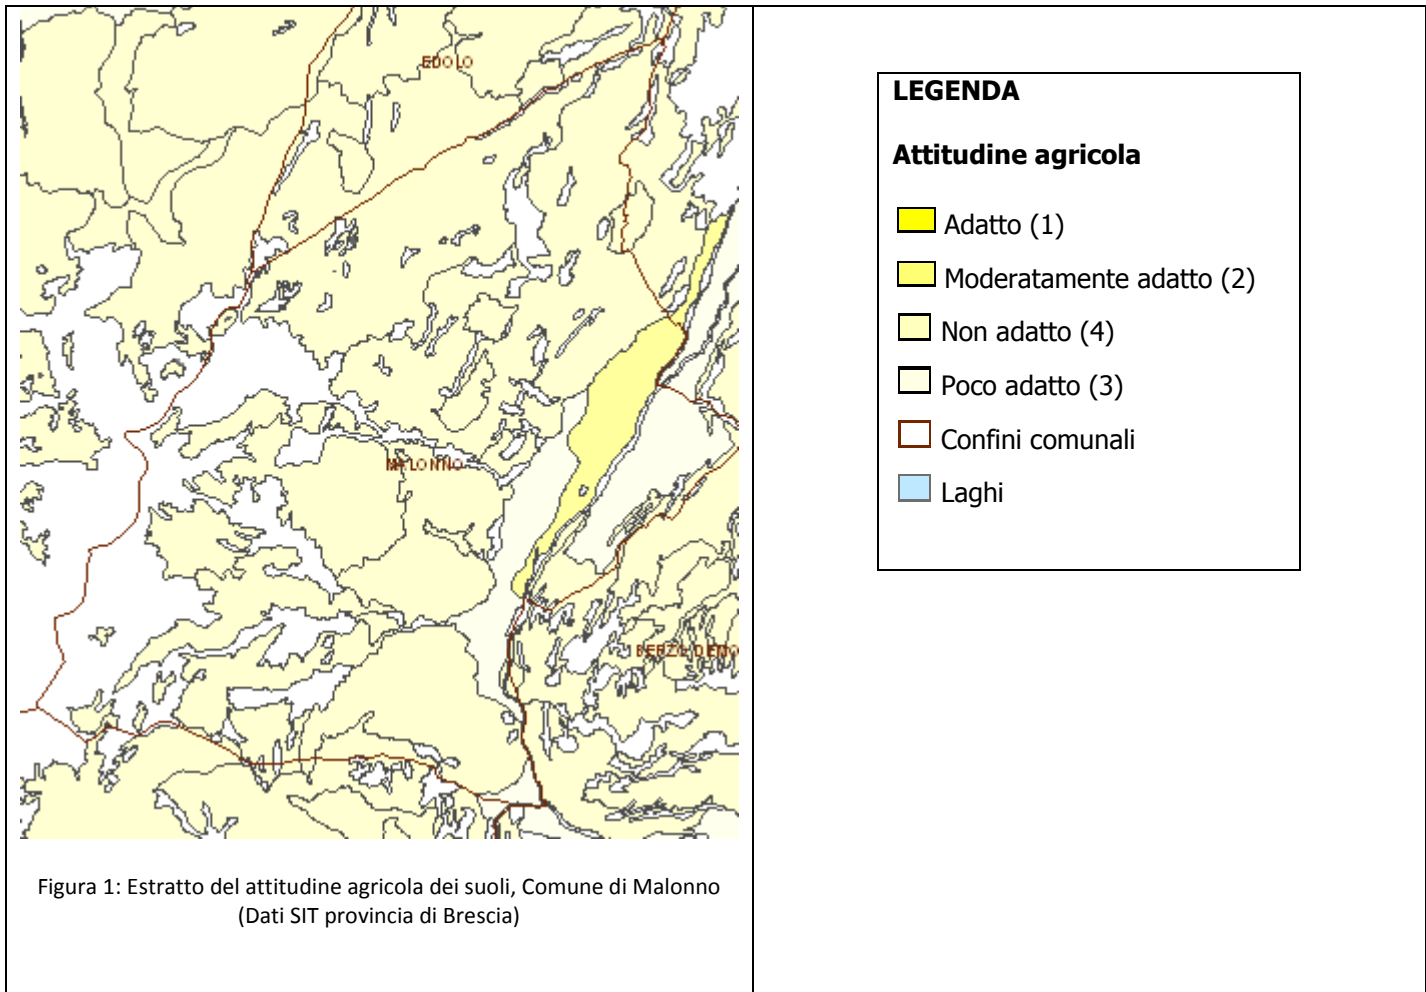 EDOLO
MALONNO
BERZO DEMO
Figura 1: Estratto del attitudine agricola dei suoli, Comune di Malonno
(Dati SIT provincia di Brescia)
LEGENDA
Attitudine agricola
Adatto (1)
Moderatamente adatto (2)
Non adatto (4)
Poco adatto (3)
Confini comunali
Laghi